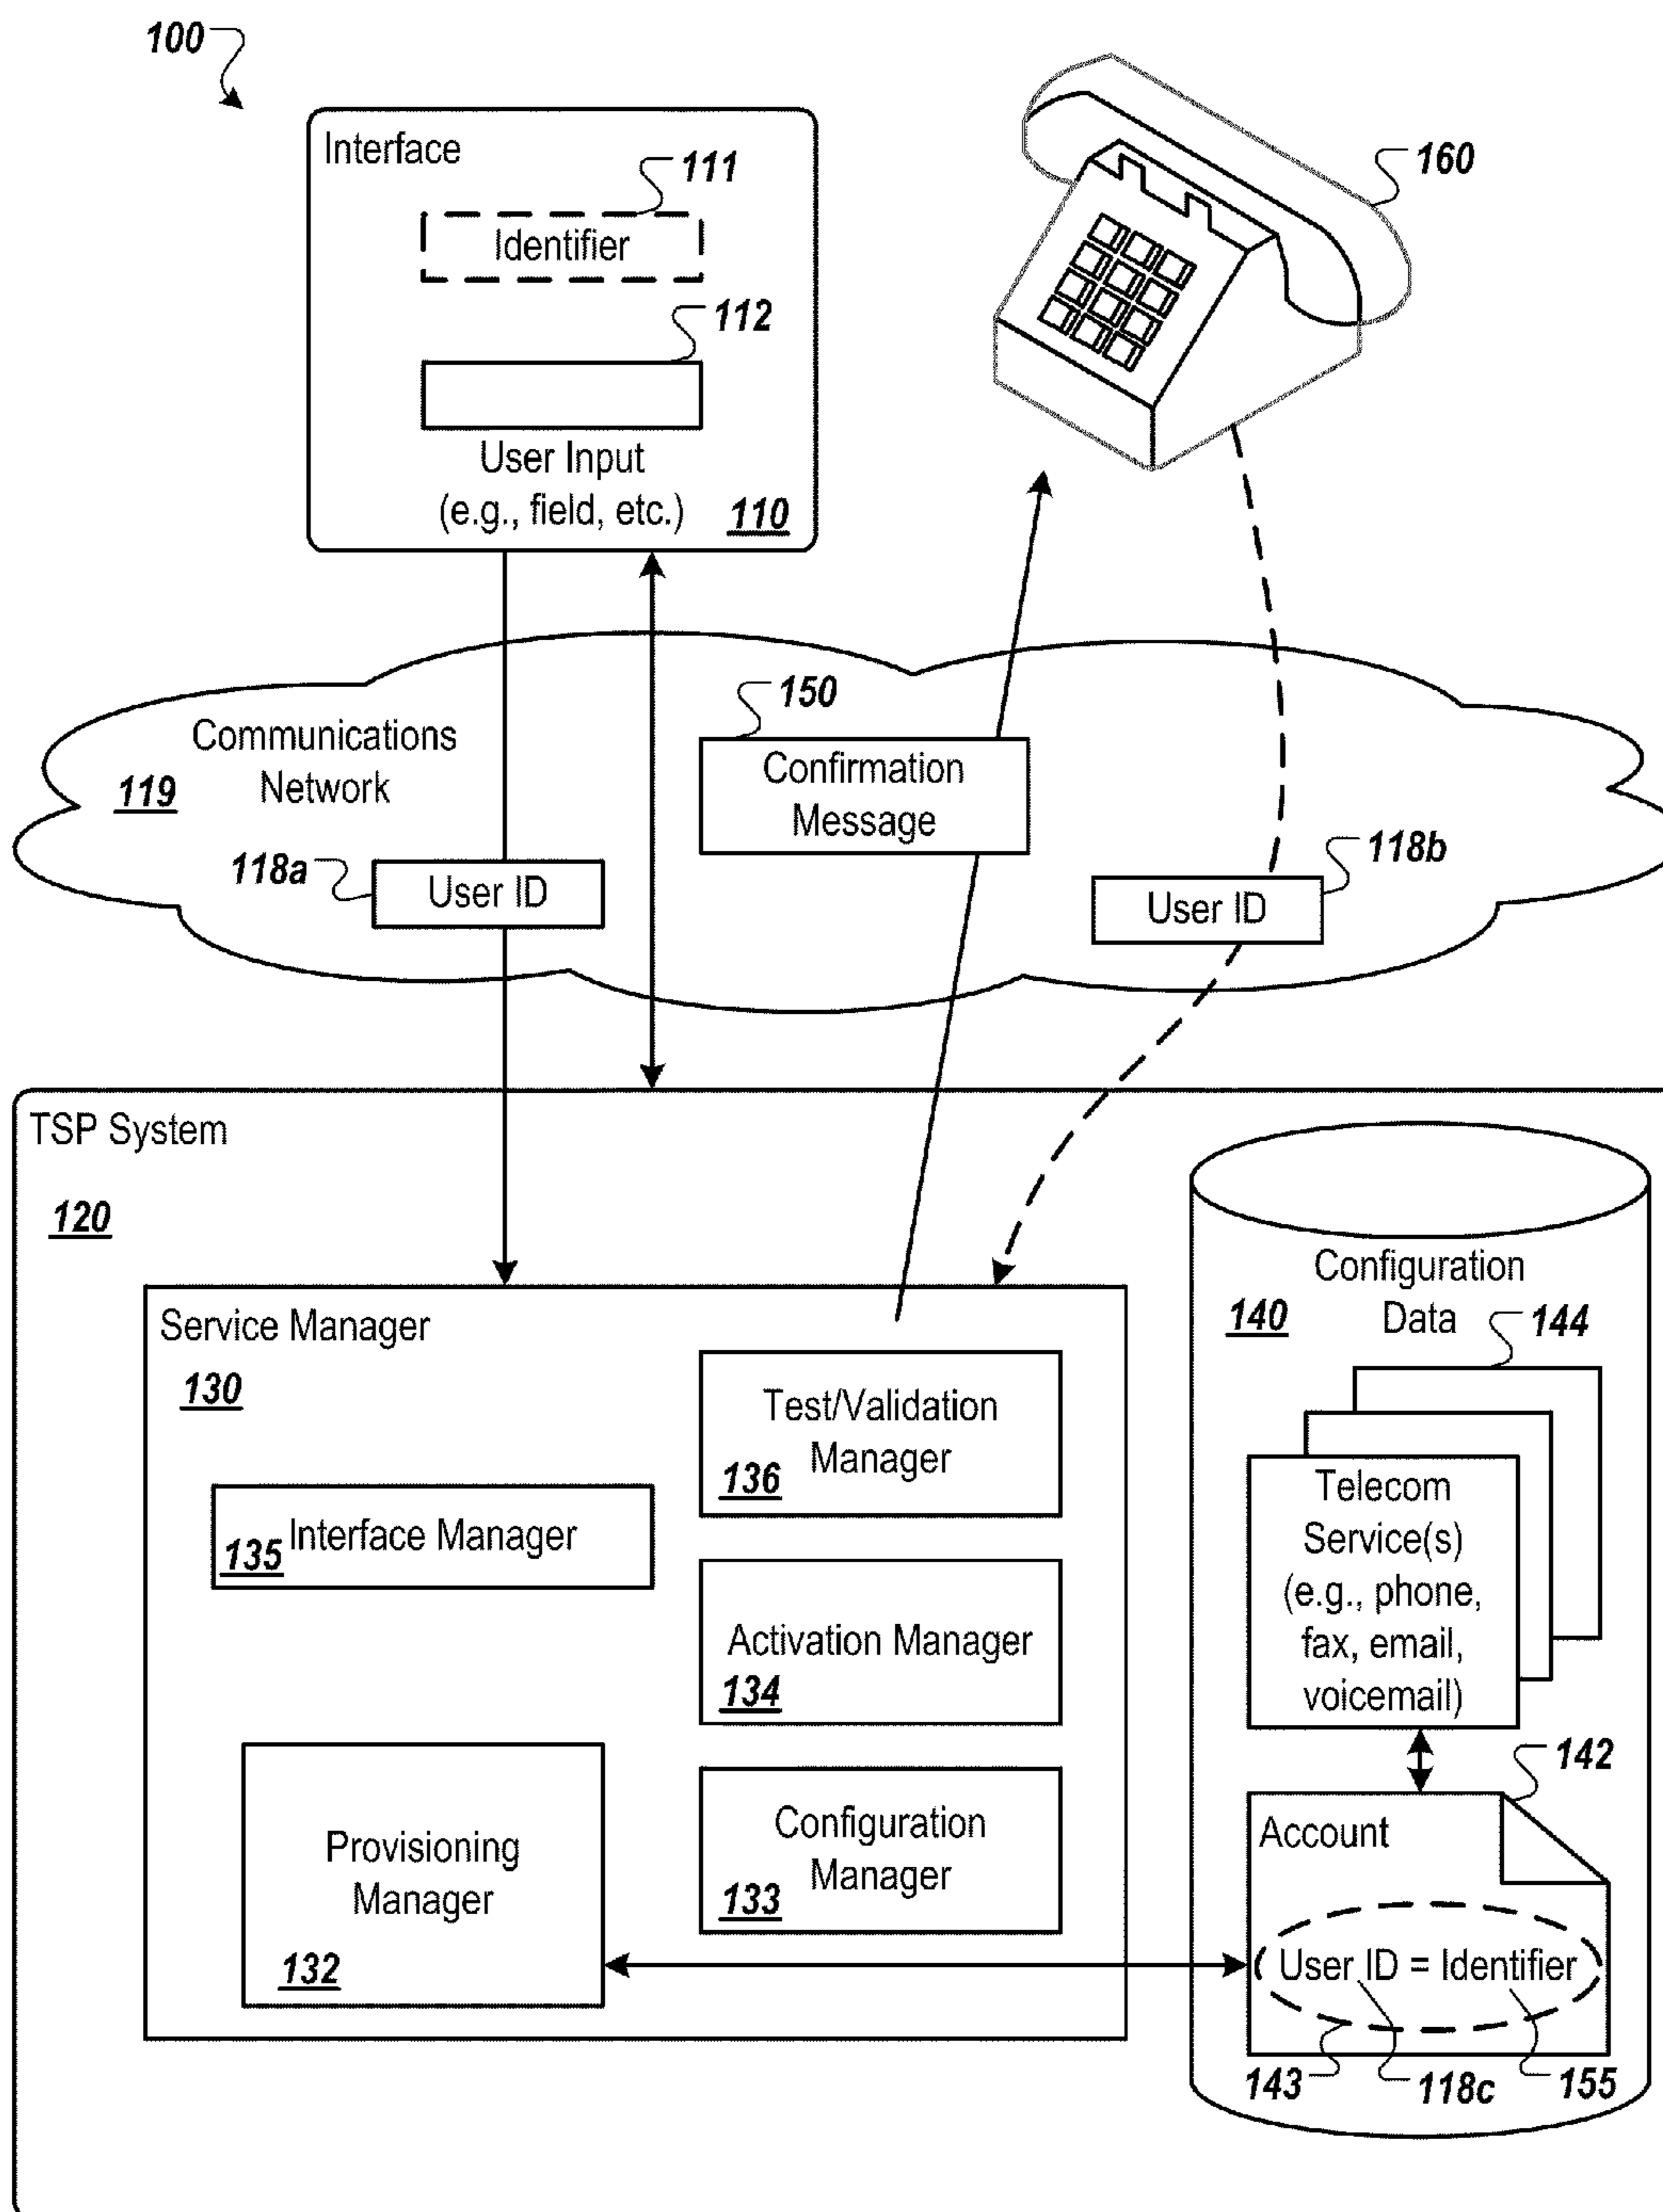 100
Interface
111
Identifier
112
User Input
(e.g., field, etc.)
110
160
Communications
Network
119
150
Confirmation
Message
118a
User ID
118b
User ID
TSP System
120
Service Manager
130
Test/Validation
Manager
136
Interface Manager
135
Activation Manager
134
Provisioning
Manager
132
Configuration
Manager
133
Configuration
Data
140
144
Telecom
Service(s)
(e.g., phone,
fax, email,
voicemail)
142
Account
User ID = Identifier
143
118c
155